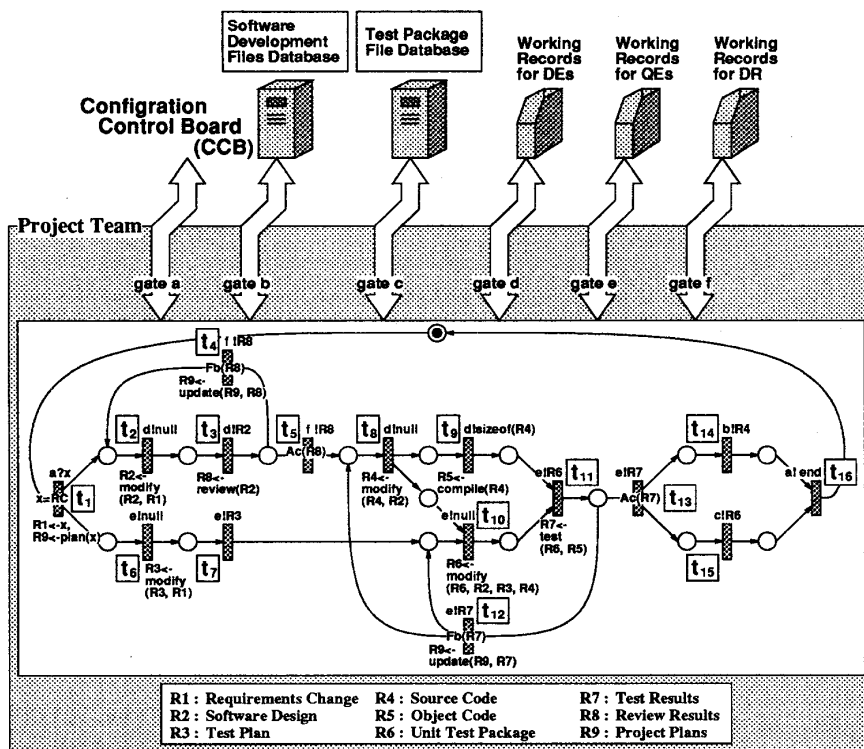 Software
Development
Files Database
Test Package
File Database
Working
Records
for DEs
Working
Records
for QEs
Working
Records
for DR
Configration
Control Board
(CCB)
Project Team
gate a
gate b
gate c
gate d
gate e
gate f
t4
f !R8
Fb(R8)
R9<-
update(R9, R8)
t2
d!null
R2<-
modify
(R2, R1)
t3
d!R2
R8<-
review(R2)
t5
f !R8
Ac(R8)
t8
d!null
R4<-
modify
(R4, R2)
t9
d!sizeof(R4)
R5<-
compile(R4)
t14
b!R4
a?x
x=RC
t1
R1<-x,
R9<-plan(x)
e!R6
t11
R7<-
test
(R6, R5)
e!R7
Ac(R7)
t13
a! end
t16
e!null
t6
R3<-
modify
(R3, R1)
e!R3
t7
e!null
t10
R6<-
modify
(R6, R2, R3, R4)
c!R6
t15
e!R7
t12
Fb(R7)
R9<-
update(R9, R7)
R1 : Requirements Change
R2 : Software Design
R3 : Test Plan
R4 : Source Code
R5 : Object Code
R6 : Unit Test Package
R7 : Test Results
R8 : Review Results
R9 : Project Plans